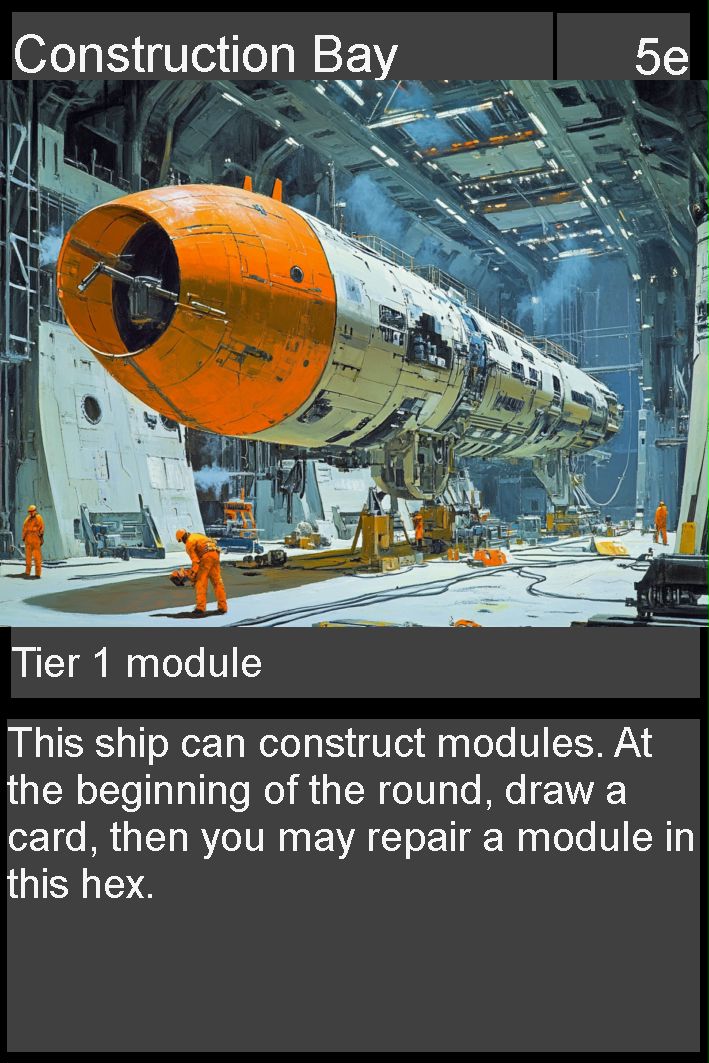 Construction Bay 5e
Tier 1 module
This ship can construct modules. At
the beginning of the round, draw a
card, then you may repair a module in
this hex.